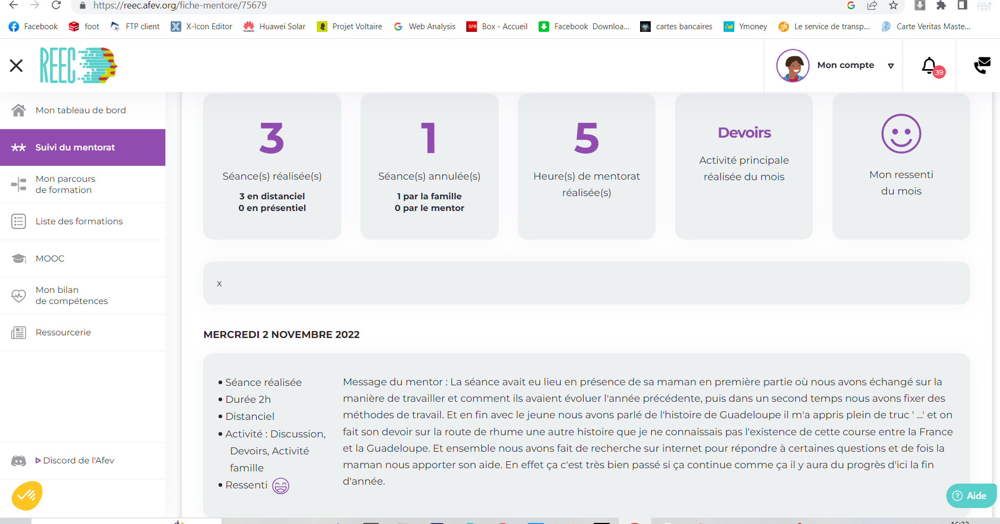 https://reec.afev.org/fiche-mentore/75679
Facebook foot FTP client X-Icon Editor Huawei Solar Projet Voltaire Web Analysis Box - Accueil Facebook Downloa... cartes bancaires Ymoney Le service de transp... Carte Veritas Maste...
REEC
Mon compte
39
Mon tableau de bord
Suivi du mentorat
Mon parcours
de formation
Liste des formations
MOOC
Mon bilan
de compétences
Ressourcerie
Discord de l'Afev
3
Séance(s) réalisée(s)
3 en distanciel
0 en présentiel
1
Séance(s) annulée(s)
1 par la famille
0 par le mentor
5
Heure(s) de mentorat
réalisée(s)
Devoirs
Activité principale
réalisée du mois
Mon ressenti
du mois
x
MERCREDI 2 NOVEMBRE 2022
• Séance réalisée
• Durée 2h
• Distanciel
• Activité : Discussion,
Devoirs, Activité
famille
• Ressenti
Message du mentor : La séance avait eu lieu en présence de sa maman en première partie où nous avons échangé sur la
manière de travailler et comment ils avaient évoluer l'année précédente, puis dans un second temps nous avons fixer des
méthodes de travail. Et en fin avec le jeune nous avons parlé de l'histoire de Guadeloupe il m'a appris plein de truc ' ...' et on
fait son devoir sur la route de rhume une autre histoire que je ne connaissais pas l'existence de cette course entre la France
et la Guadeloupe. Et ensemble nous avons fait de recherche sur internet pour répondre à certaines questions et de fois la
maman nous apporter son aide. En effet ça c'est très bien passé si ça continue comme ça il y aura du progrès d'ici la fin
d'année.
Aide